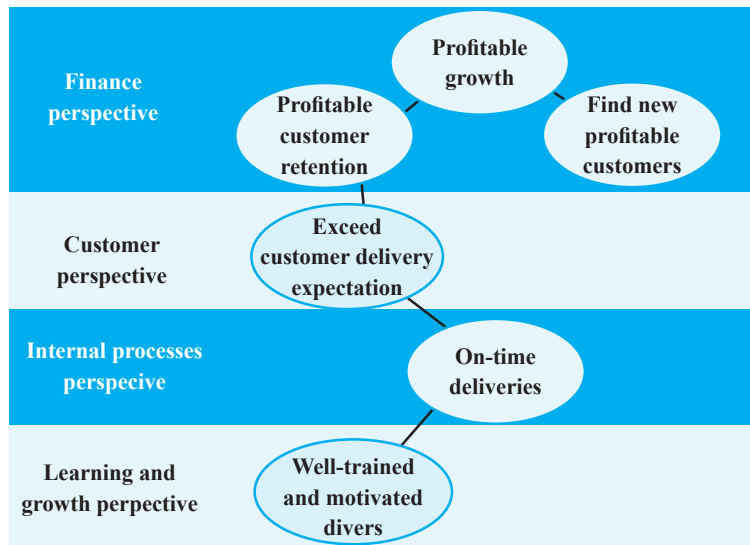 Finance
perspective
Profitable
growth
Profitable
customer
retention
Find new
profitable
customers
Customer
perspective
Exceed
customer delivery
expectation
Internal processes
perspecive
On-time
deliveries
Learning and
growth perpective
Well-trained
and motivated
divers